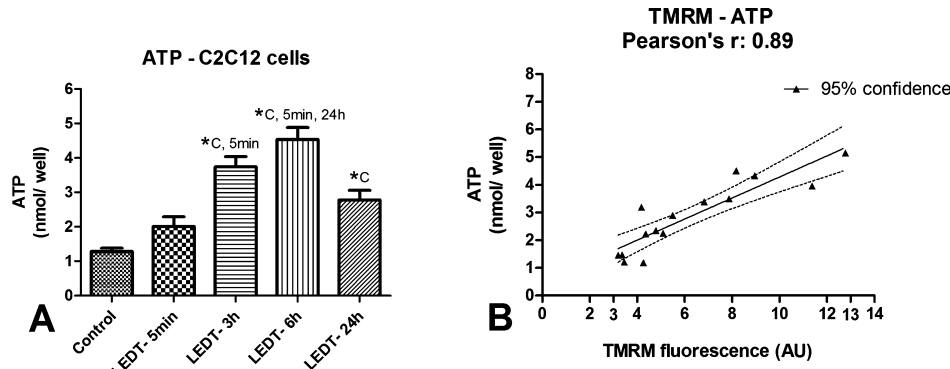 ATP - C2C12 cells
ATP
(nmol/ well)
6
5
4
3
2
1
0
*C, 5min
*C, 5min, 24h
*C
Control
LEDT- 5min
LEDT- 3h
LEDT- 6h
LEDT- 24h
A
TMRM - ATP
Pearson's r: 0.89
95% confidence
ATP
(nmol/ well)
8
7
6
5
4
3
2
1
0
0 2 3 4 6 8 10 12 13 14
TMRM fluorescence (AU)
B